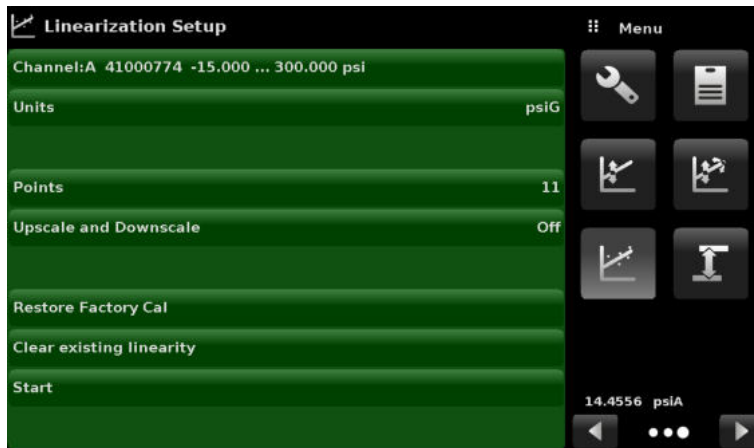 Linearization Setup
Channel:A 41000774 -15.000 ... 300.000 psi
Units psiG
Points 11
Upscale and Downscale Off
Restore Factory Cal
Clear existing linearity
Start
Menu
14.4556 psiA